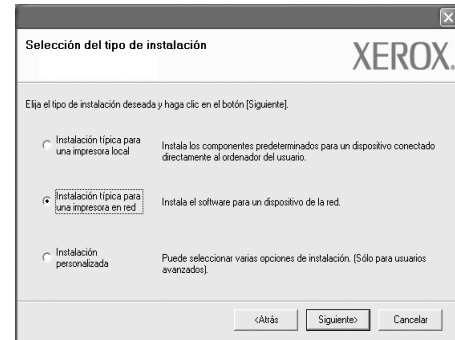 Selección del tipo de instalación
XEROX.
Elija el tipo de instalación deseada y haga clic en el botón [Siguiente].
Instalación típica para
una impresora local
Instala los componentes predeterminados para un dispositivo conectado
directamente al ordenador del usuario.
Instalación típica para
una impresora en red
Instala el software para un dispositivo de la red.
Instalación
personalizada
Puede seleccionar varias opciones de instalación. (Sólo para usuarios
avanzados).
<Atrás
Siguiente>
Cancelar